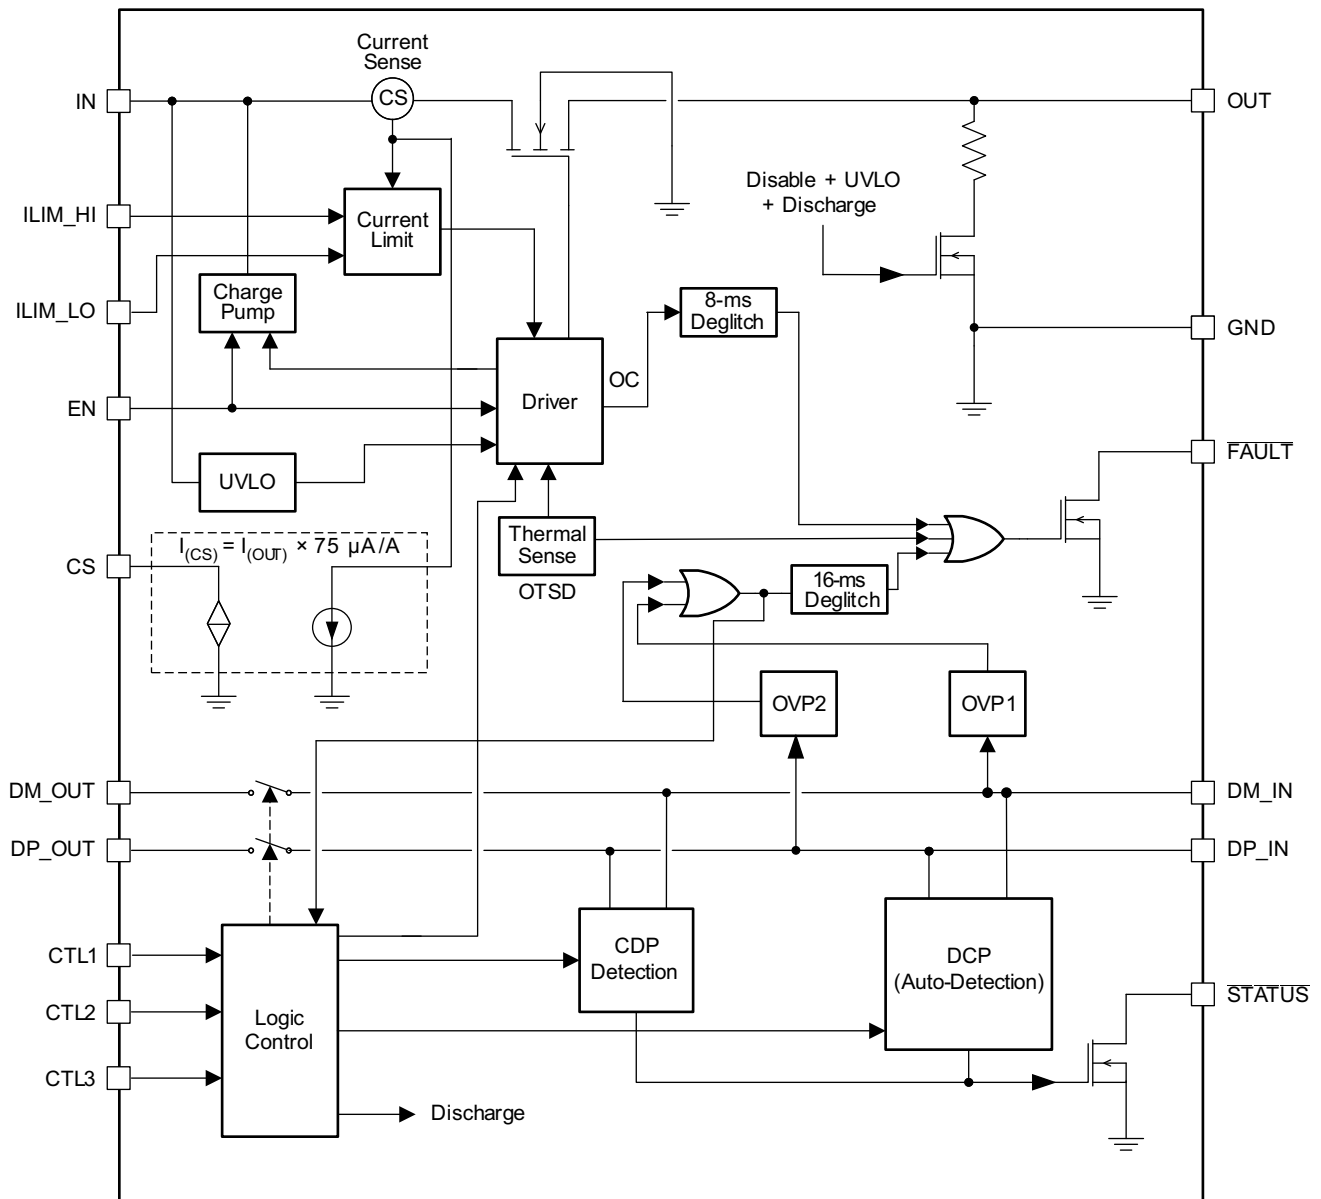 Current
Sense
IN
CS
OUT
Disable + UVLO
+ Discharge
ILIM_HI
Current
Limit
ILIM_LO
Charge
Pump
8-ms
Deglitch
GND
OC
EN
Driver
FAULT
UVLO
Thermal
Sense
OTSD
I(CS) = I(OUT) × 75 µA/A
CS
16-ms
Deglitch
OVP2
OVP1
DM_OUT
DM_IN
DP_OUT
DP_IN
CTL1
CDP
Detection
DCP
(Auto-Detection)
STATUS
CTL2
Logic
Control
CTL3
Discharge